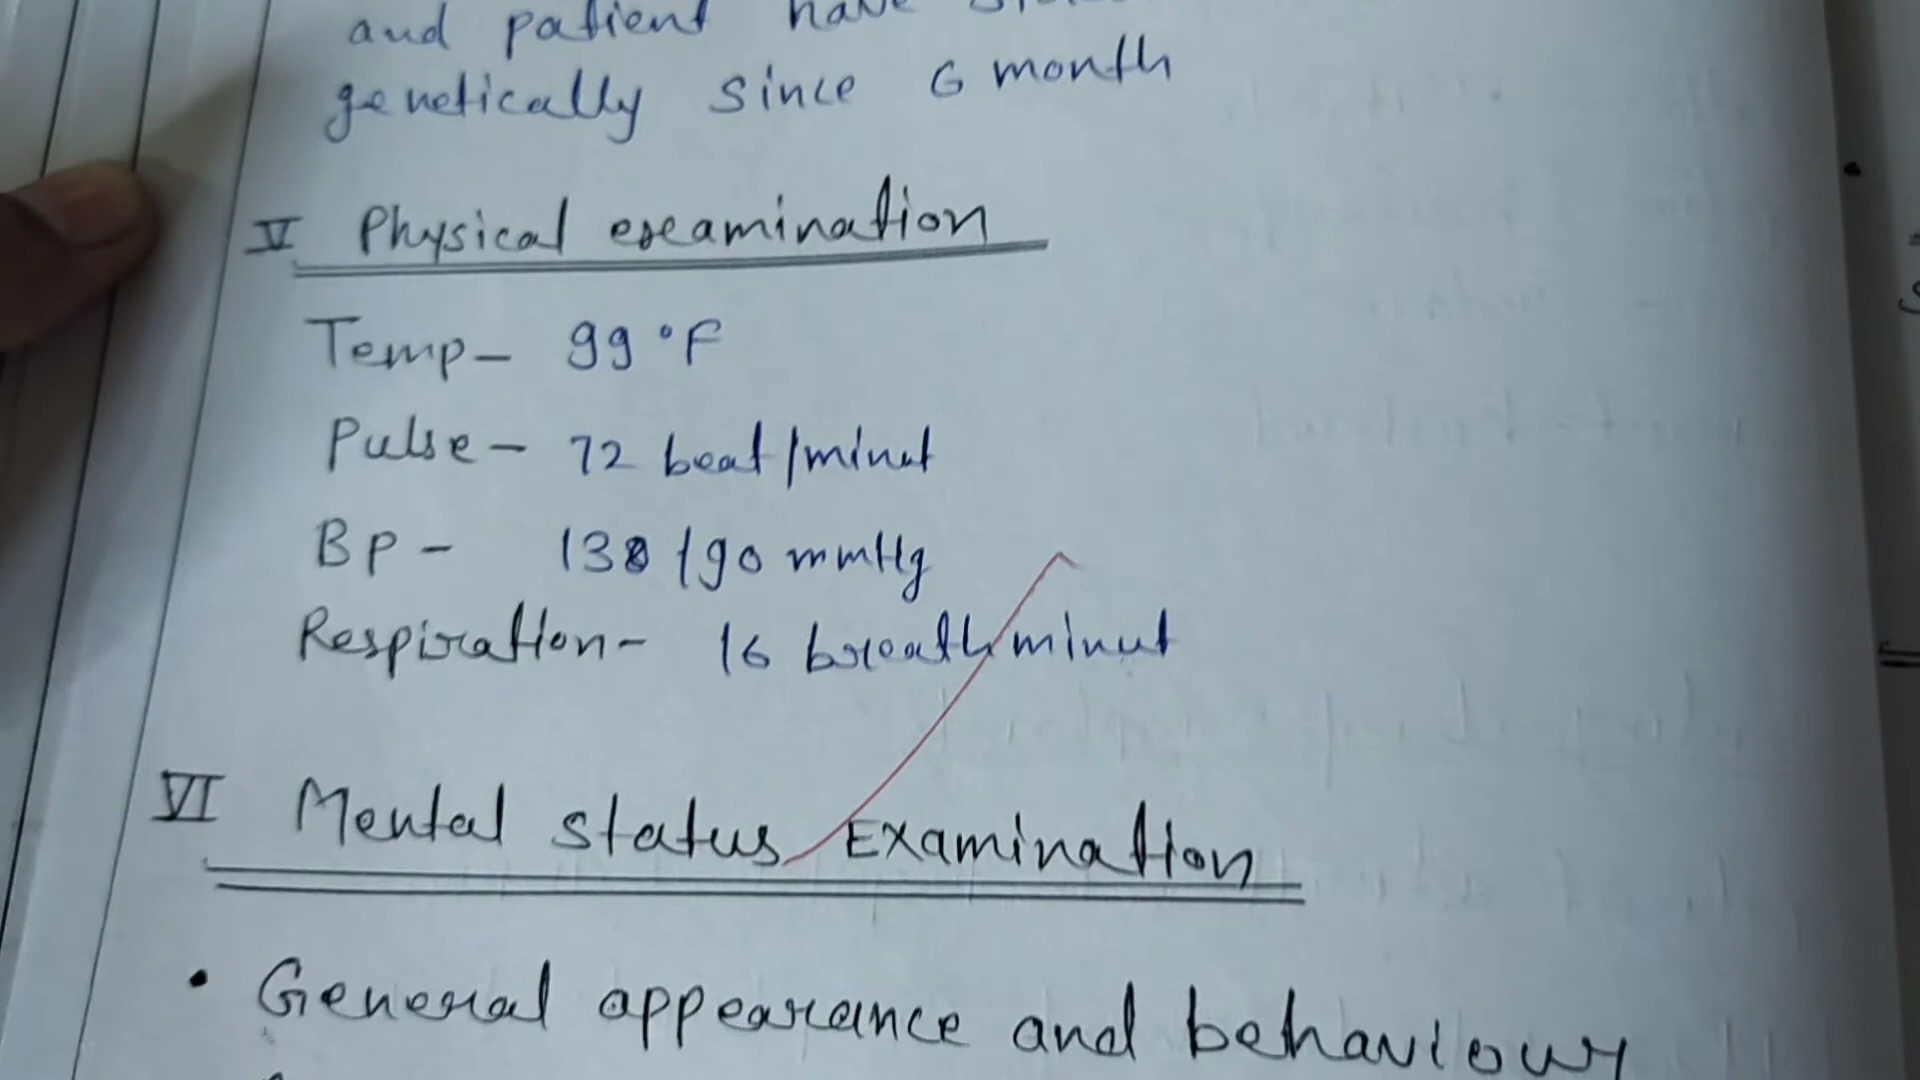 and patient have
genetically since 6 month
V Physical examination
Temp- 99 °F
Pulse- 72 beat/minut
Bp- 138/90 mmHg
Respiration- 16 breath/minut
VI Mental status Examination
• General appearance and behaviour